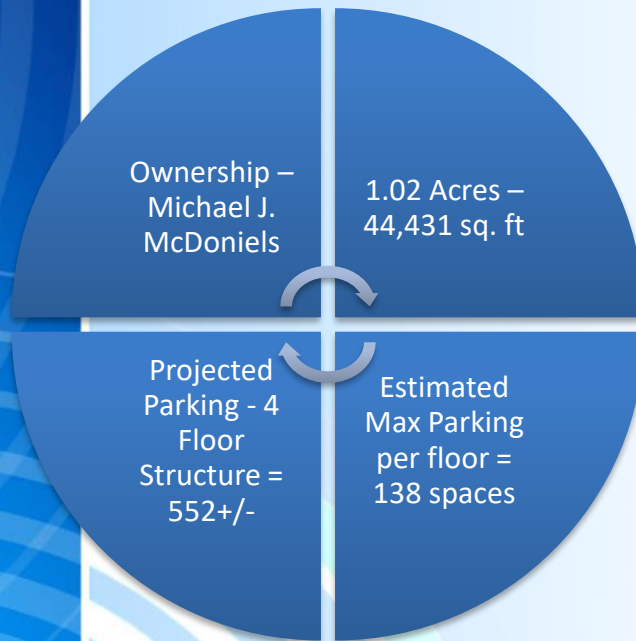 Ownership –
Michael J.
McDoniels
1.02 Acres –
44,431 sq. ft
Projected
Parking - 4
Floor
Structure =
552+/-
Estimated
Max Parking
per floor =
138 spaces